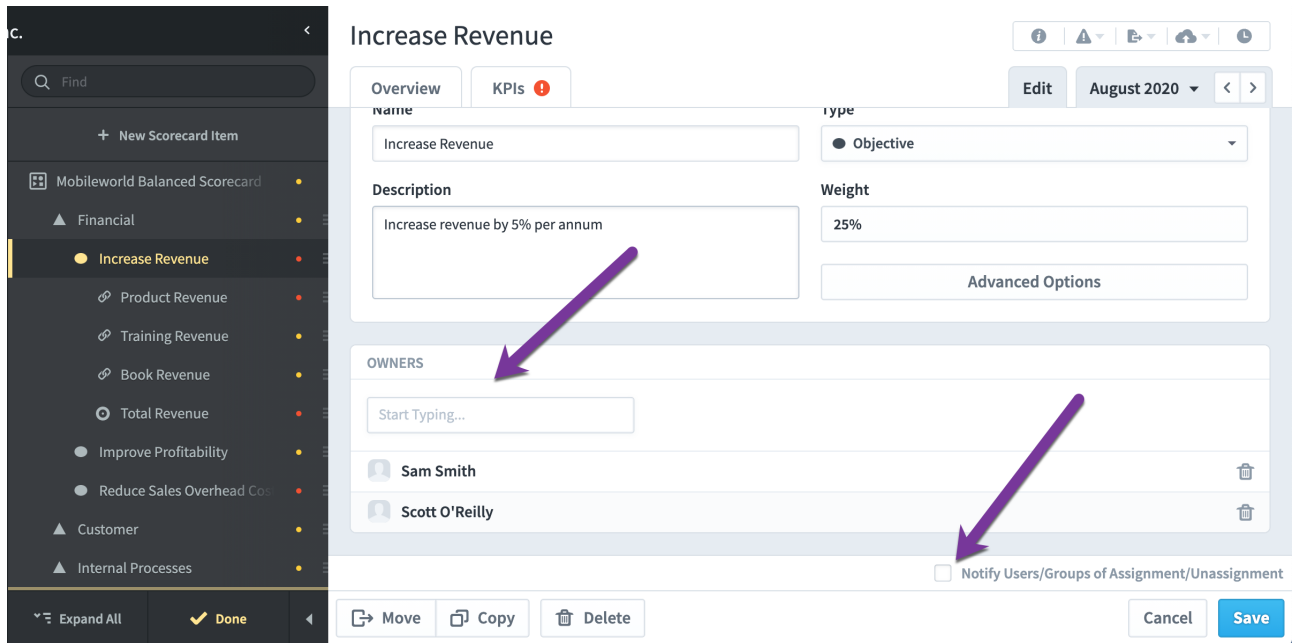 nc.
Find
+ New Scorecard Item
Mobileworld Balanced Scorecard
Financial
Increase Revenue
Product Revenue
Training Revenue
Book Revenue
Total Revenue
Improve Profitability
Reduce Sales Overhead Cos
Customer
Internal Processes
Expand All
Done
Increase Revenue
Overview
KPIs
Edit
August 2020
Name
Increase Revenue
Type
Objective
Description
Increase revenue by 5% per annum
Weight
25%
Advanced Options
OWNERS
Start Typing...
Sam Smith
Scott O'Reilly
Notify Users/Groups of Assignment/Unassignment
Move
Copy
Delete
Cancel
Save